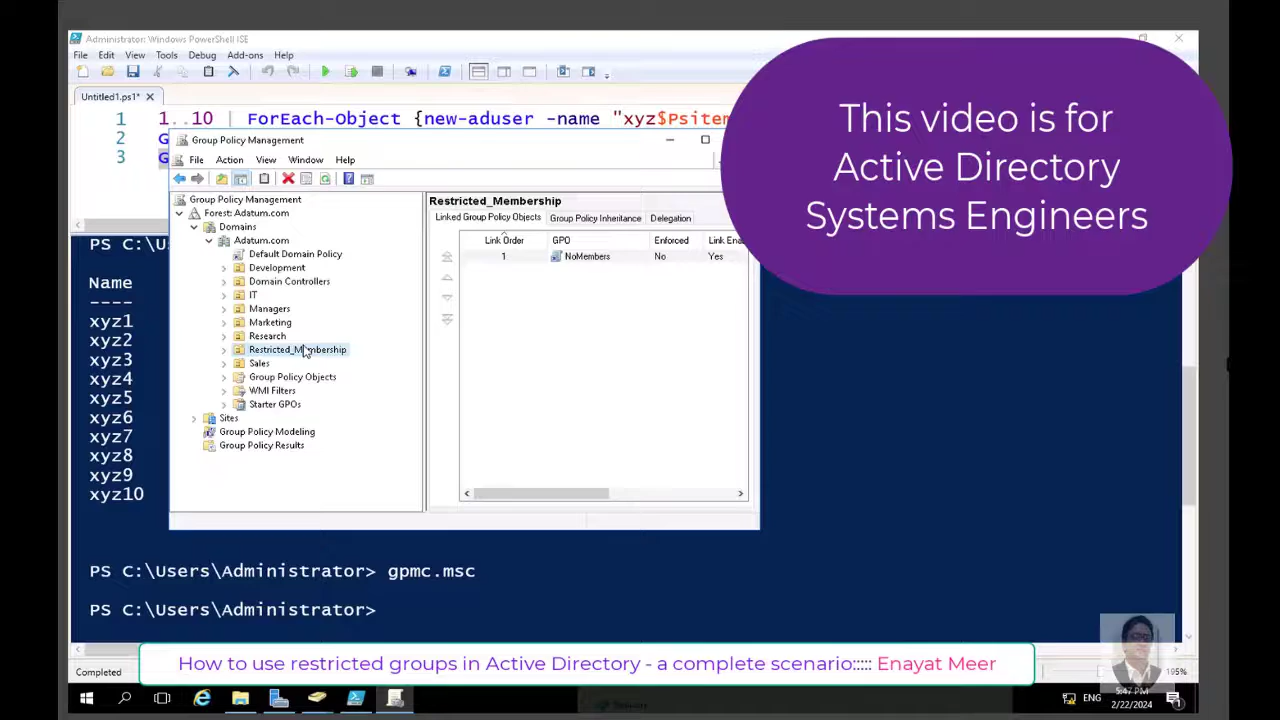 Administrator: Windows PowerShell ISE
File Edit View Tools Debug Add-ons Help
Untitled1.ps1*
This video is for
Active Directory
Systems Engineers
1 1..10 | ForEach-Object {new-aduser -name "xyz$Psitem
2 G
3 G
Group Policy Management
File Action View Window Help
Group Policy Management
Forest: Adatum.com
Domains
Adatum.com
Default Domain Policy
Development
Domain Controllers
IT
Managers
Marketing
Research
Restricted_Membership
Sales
Group Policy Objects
WMI Filters
Starter GPOs
Sites
Group Policy Modeling
Group Policy Results
Restricted_Membership
Linked Group Policy Objects Group Policy Inheritance Delegation
Link Order GPO Enforced Link Ena
1 NoMembers No Yes
PS C:\Us
Name
----
xyz1
xyz2
xyz3
xyz4
xyz5
xyz6
xyz7
xyz8
xyz9
xyz10
PS C:\Users\Administrator> gpmc.msc
PS C:\Users\Administrator>
How to use restricted groups in Active Directory - a complete scenario::::: Enayat Meer
Completed
195%
ENG
5:47 PM
2/22/2024